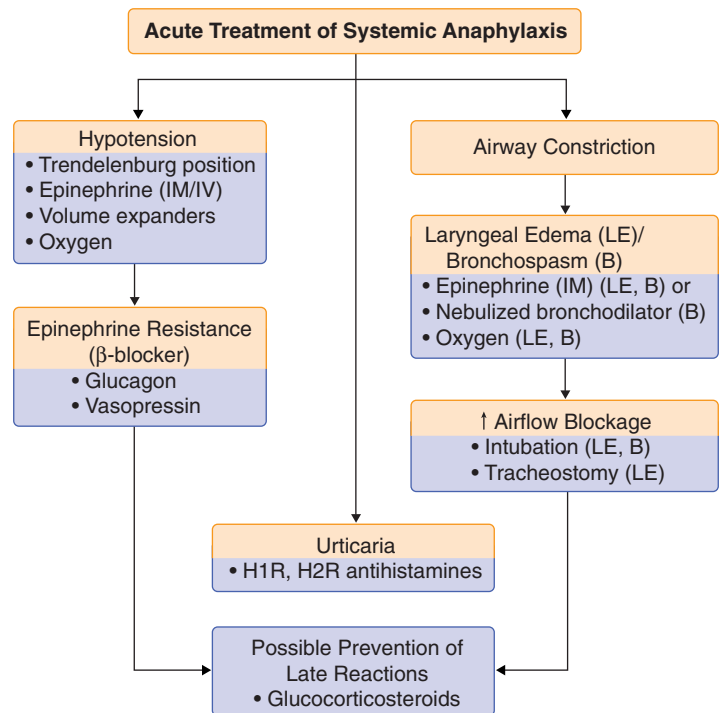 Acute Treatment of Systemic Anaphylaxis
Hypotension
• Trendelenburg position
• Epinephrine (IM/IV)
• Volume expanders
• Oxygen
Epinephrine Resistance
(β-blocker)
• Glucagon
• Vasopressin
Airway Constriction
Laryngeal Edema (LE)/
Bronchospasm (B)
• Epinephrine (IM) (LE, B) or
• Nebulized bronchodilator (B)
• Oxygen (LE, B)
↑ Airflow Blockage
• Intubation (LE, B)
• Tracheostomy (LE)
Urticaria
• H1R, H2R antihistamines
Possible Prevention of
Late Reactions
• Glucocorticosteroids